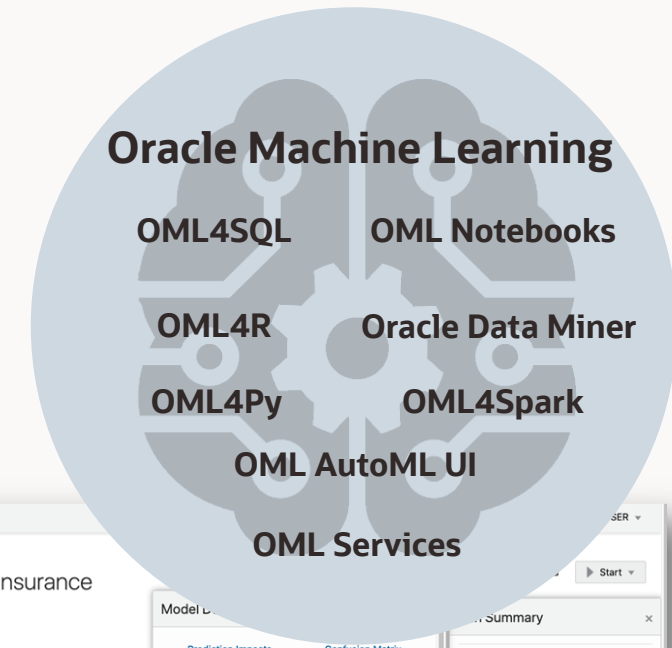 Oracle Machine Learning
OML4SQL OML Notebooks
OML4R Oracle Data Miner
OML4Py OML4Spark
OML AutoML UI
OML Services
SER
Start
nsurance
Model D
Summary
Prediction Impacts Confusion Matrix